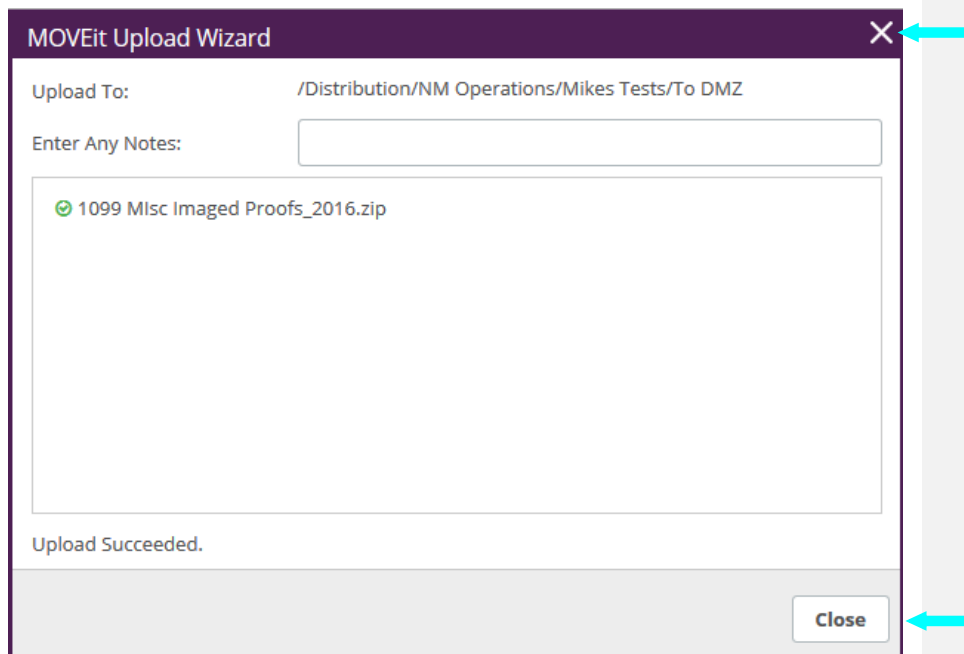 MOVEit Upload Wizard
Upload To: /Distribution/NM Operations/Mikes Tests/To DMZ
Enter Any Notes:
1099 MIsc Imaged Proofs_2016.zip
Upload Succeeded.
Close